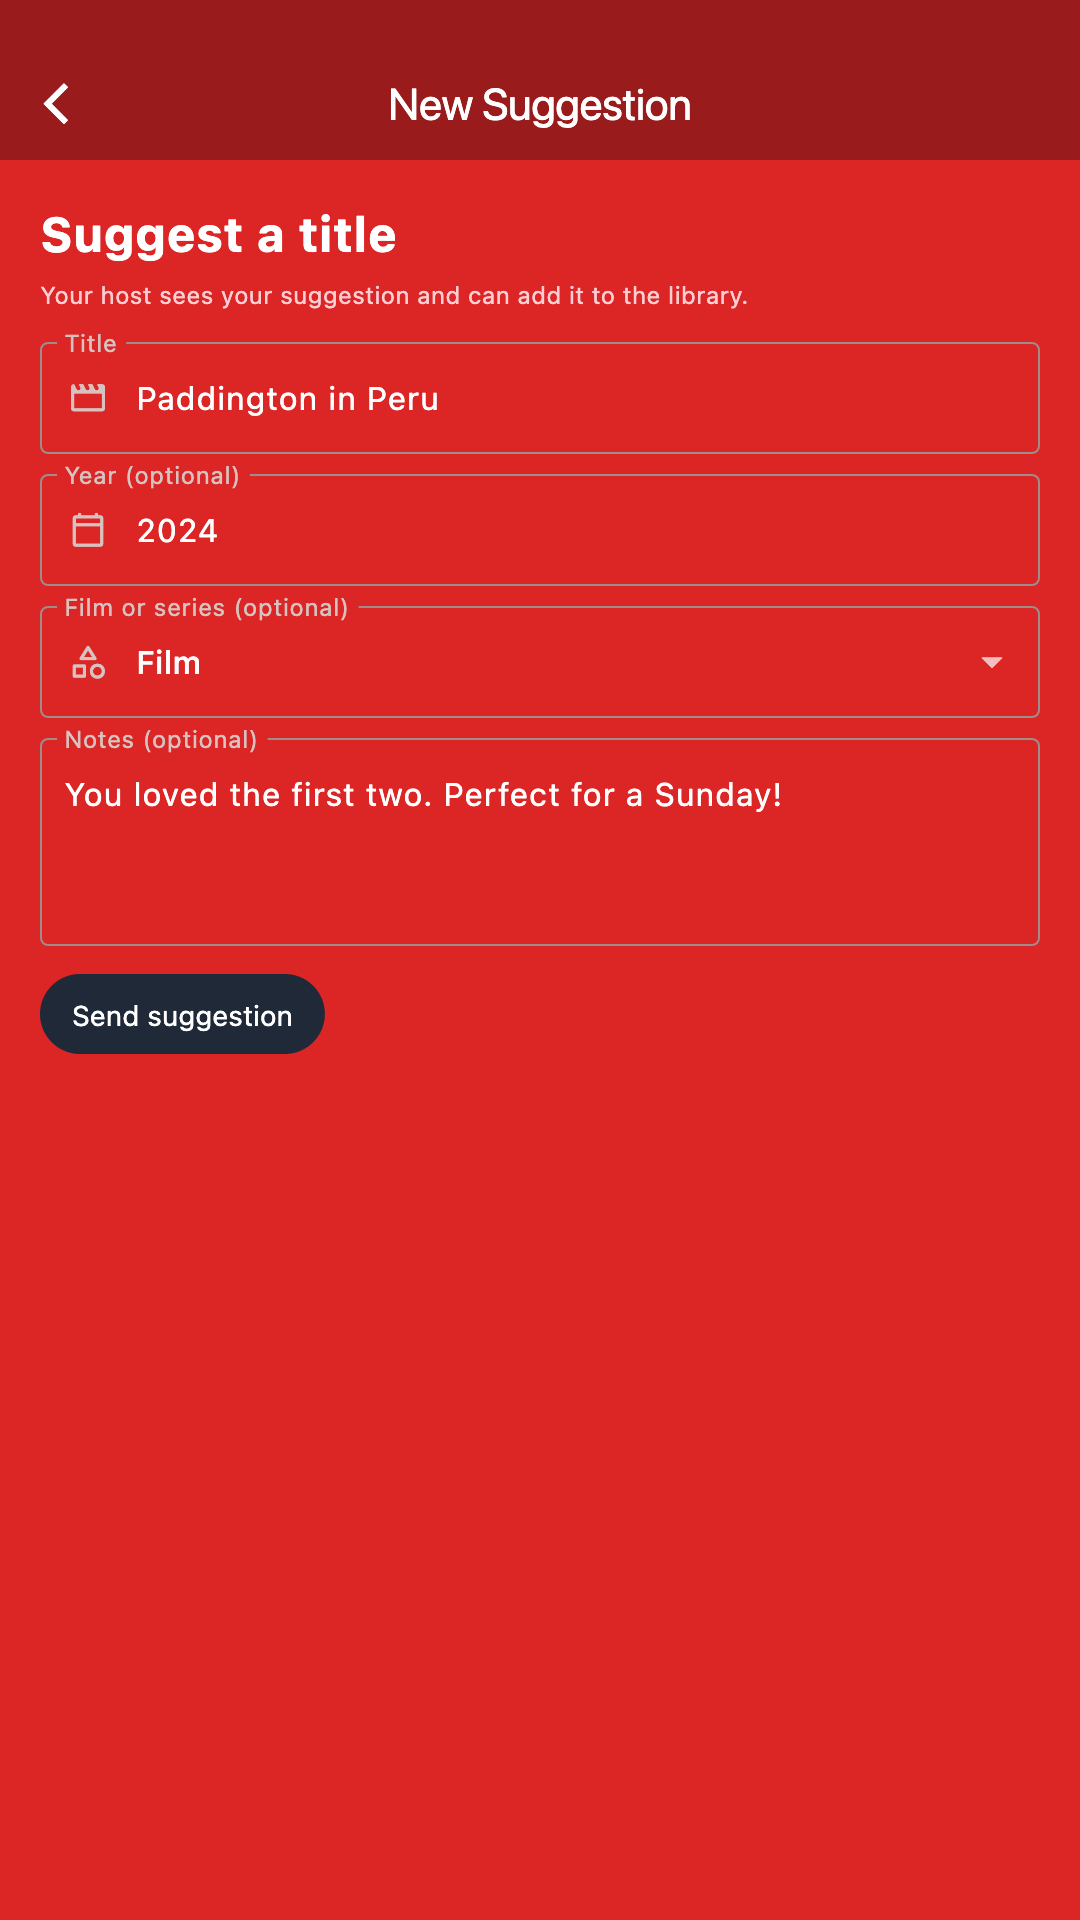 New Suggestion
Suggest a title
Your host sees your suggestion and can add it to the library.
Title
Paddington in Peru
Year (optional)
2024
Film or series (optional)
Film
Notes (optional)
You loved the first two. Perfect for a Sunday!
Send suggestion